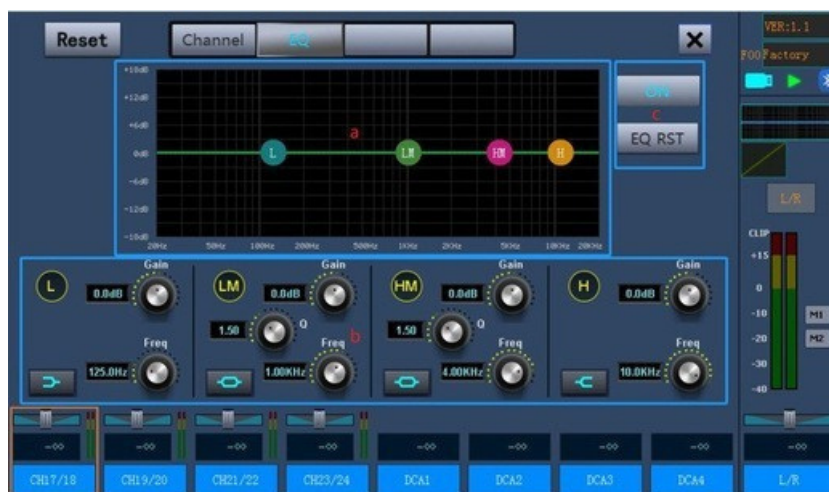 Reset
Channel
EQ
VER:1.1
F00Factory
+18dB
+12dB
+6dB
0dB
-6dB
-12dB
-18dB
a
L
LM
HM
H
20Hz 50Hz 100Hz 200Hz 500Hz 1KHz 2KHz 5KHz 10KHz 20KHz
ON
c
EQ RST
L/R
CLIP
+15
0
-10
-20
-30
-40
M1
M2
L
Gain
0.0dB
Freq
125.0Hz
LM
Gain
0.0dB
1.50
Q
Freq
1.00KHz
b
HM
Gain
0.0dB
1.50
Q
Freq
4.00KHz
H
Gain
0.0dB
Freq
10.0KHz
-∞ -∞ -∞ -∞ -∞ -∞ -∞ -∞ -∞
CH17/18 CH19/20 CH21/22 CH23/24 DCA1 DCA2 DCA3 DCA4 L/R